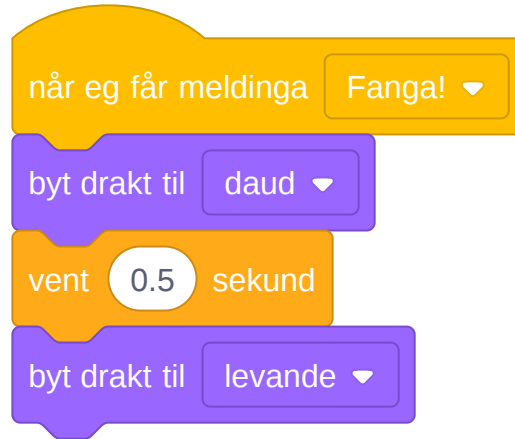 når eg får meldinga Fanga!
byt drakt til daud
vent 0.5 sekund
byt drakt til levande